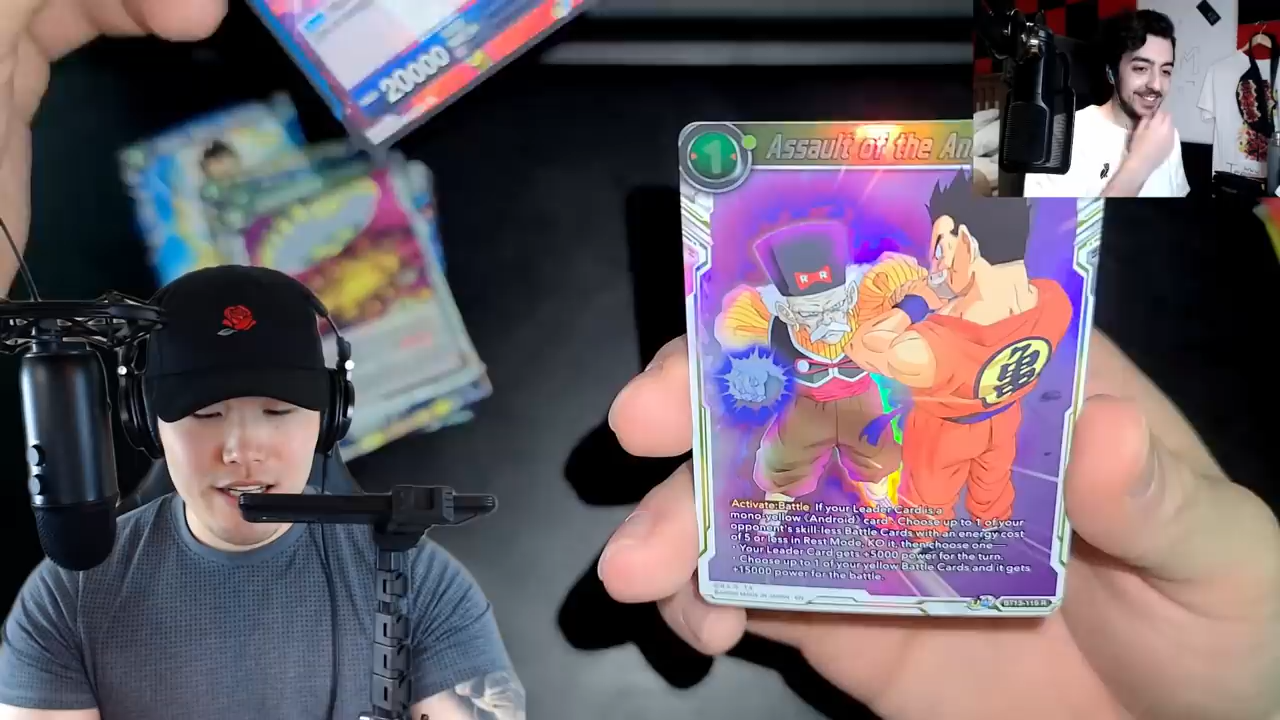 20000
1
Assault of the An
R R
亀
Activate:Battle If your Leader Card is a
mono-yellow 《Android》 card: Choose up to 1 of your
opponent's skill-less Battle Cards with an energy cost
of 5 or less in Rest Mode, KO it, then choose one—
・Your Leader Card gets +5000 power for the turn.
・Choose up to 1 of your yellow Battle Cards and it gets
+15000 power for the battle.